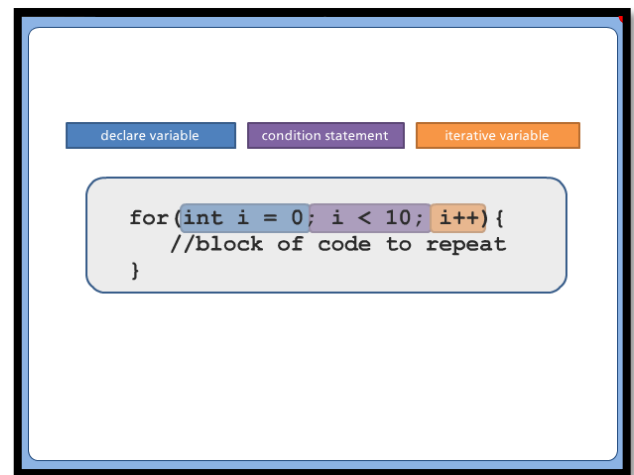 declare variable
condition statement
iterative variable
for(int i = 0; i < 10; i++){
//block of code to repeat
}